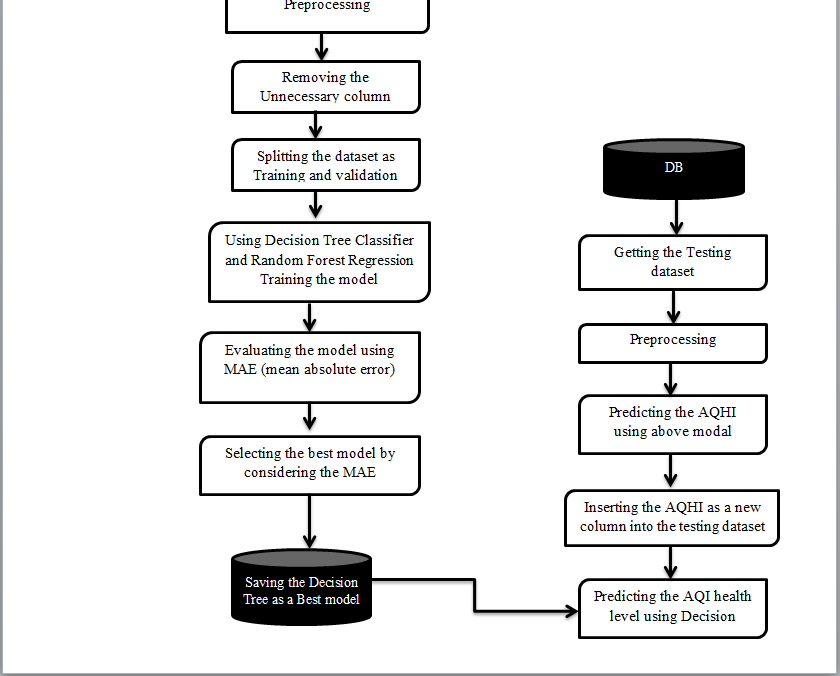 Preprocessing
Removing the
Unnecessary column
Splitting the dataset as
Training and validation
Using Decision Tree Classifier
and Random Forest Regression
Training the model
Evaluating the model using
MAE (mean absolute error)
Selecting the best model by
considering the MAE
Saving the Decision
Tree as a Best model
DB
Getting the Testing
dataset
Preprocessing
Predicting the AQHI
using above modal
Inserting the AQHI as a new
column into the testing dataset
Predicting the AQI health
level using Decision